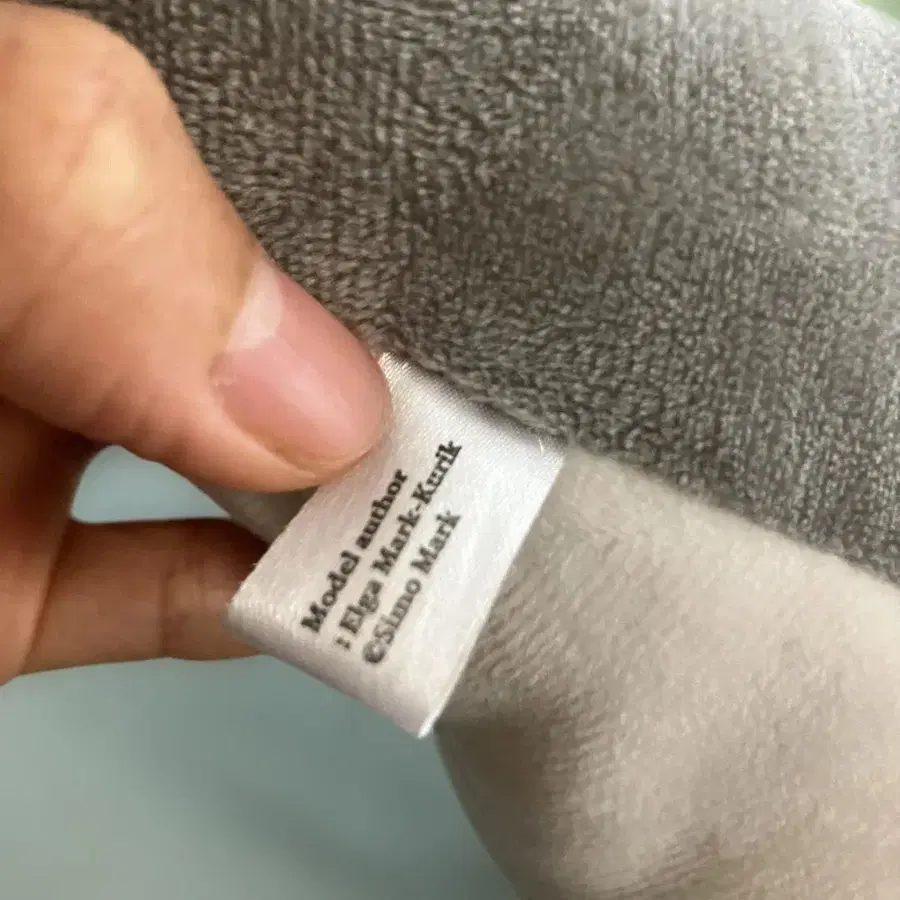 Model author
: Elga Mark-Kurik
©Simo Mark